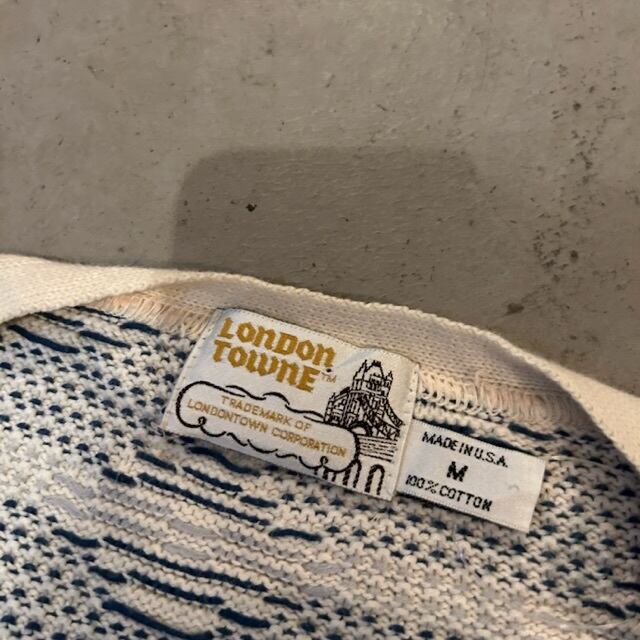 LONDON
TOWNE™
TRADEMARK OF
LONDONTOWN CORPORATION
MADE IN U.S.A.
M
100% COTTON